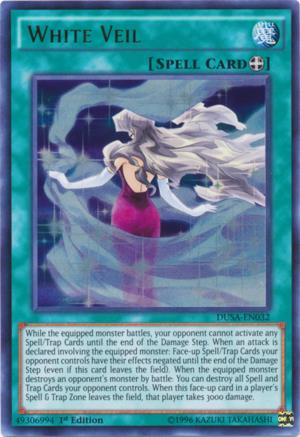 WHITE VEIL
[SPELL CARD]
DUSA-EN032
While the equipped monster battles, your opponent cannot activate any
Spell/Trap Cards until the end of the Damage Step. When an attack is
declared involving the equipped monster: Face-up Spell/Trap Cards your
opponent controls have their effects negated until the end of the Damage
Step (even if this card leaves the field). When the equipped monster
destroys an opponent's monster by battle: You can destroy all Spell and
Trap Cards your opponent controls. When this face-up card in a player's
Spell & Trap Zone leaves the field, that player takes 3000 damage.
49306994
1st Edition
©1996 KAZUKI TAKAHASHI